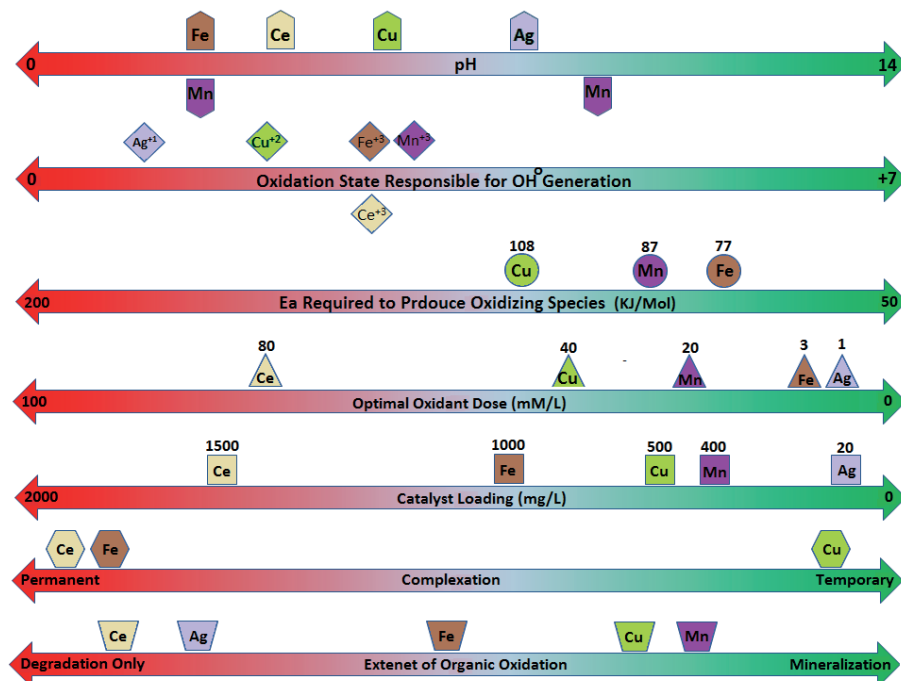 Fe Ce Cu Ag
0 pH 14
Mn Mn
Ag+1 Cu+2 Fe+3 Mn+3
0 Oxidation State Responsible for OH° Generation +7
Ce+3
108 87 77
Cu Mn Fe
200 Ea Required to Prdouce Oxidizing Species (KJ/Mol) 50
80 40 20 3 1
Ce Cu Mn Fe Ag
100 Optimal Oxidant Dose (mM/L) 0
1500 1000 500 400 20
Ce Fe Cu Mn Ag
2000 Catalyst Loading (mg/L) 0
Ce Fe Cu
Permanent Complexation Temporary
Ce Ag Fe Cu Mn
Degradation Only Extenet of Organic Oxidation Mineralization